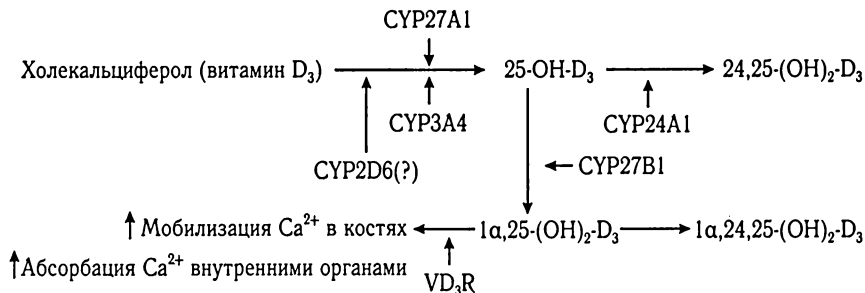 CYP27A1
Холекальциферол (витамин D₃) 25-OH-D₃ 24,25-(OH)₂-D₃
CYP3A4 CYP24A1
CYP2D6(?) CYP27B1
↑ Мобилизация Ca²⁺ в костях 1α,25-(OH)₂-D₃ 1α,24,25-(OH)₂-D₃
↑Абсорбация Ca²⁺ внутренними органами
VD₃R